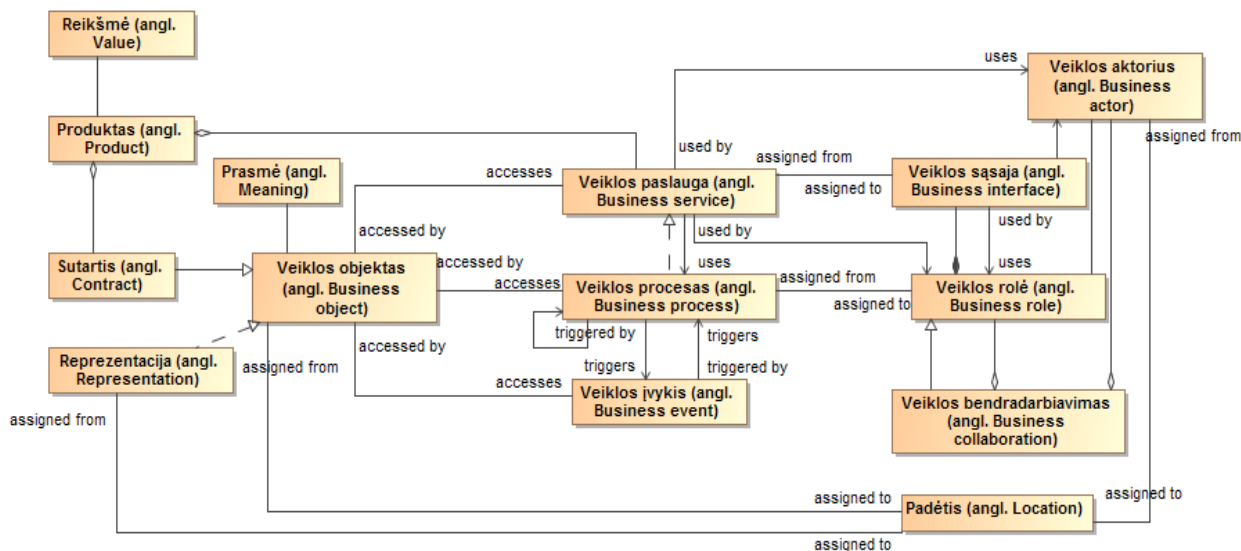 Reikšmė (angl.
Value)
uses
Veiklos aktorius
(angl. Business
actor)
Produktas (angl.
Product)
used by
assigned from
Prasmė (angl.
Meaning)
accesses
Veiklos paslauga (angl.
Business service)
assigned from
assigned to
Veiklos sąsaja (angl.
Business interface)
accessed by
used by
used by
Sutartis (angl.
Contract)
Veiklos objektas
(angl. Business
object)
accessed by
accesses
uses
Veiklos procesas (angl.
Business process)
assigned from
assigned to
uses
Veiklos rolė (angl.
Business role)
triggered by
triggers
accessed by
Reprezentacija (angl.
Representation)
assigned from
triggers
triggered by
accesses
Veiklos įvykis (angl.
Business event)
Veiklos bendradarbiavimas
(angl. Business
collaboration)
assigned from
assigned to
assigned to
Padėtis (angl. Location)
assigned to